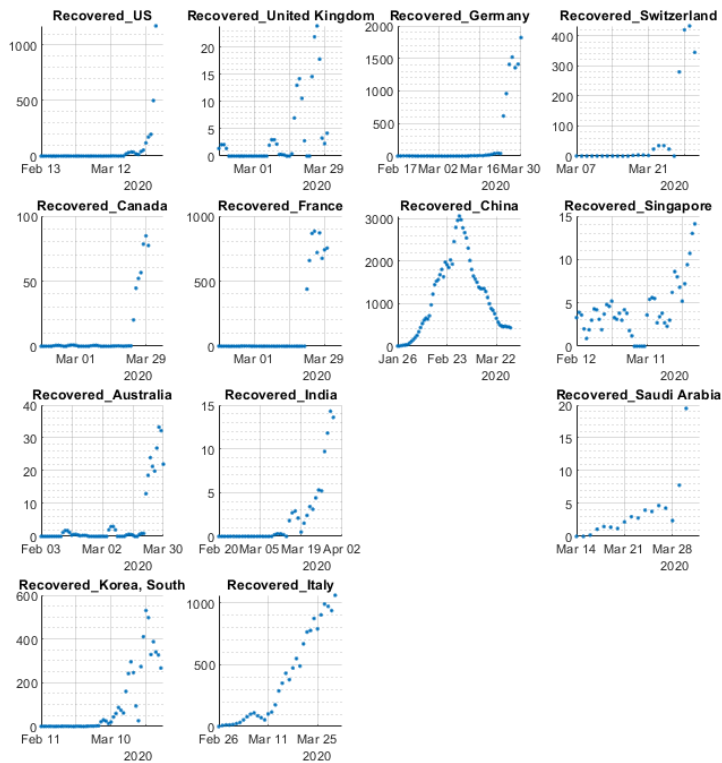 Recovered_US
1000
500
0
Feb 13
Mar 12
2020
Recovered_United Kingdom
20
15
10
5
0
Mar 01
Mar 29
2020
Recovered_Germany
2000
1500
1000
500
0
Feb 17
Mar 02
Mar 16
Mar 30
2020
Recovered_Switzerland
400
300
200
100
0
Mar 07
Mar 21
2020
Recovered_Canada
100
50
0
Mar 01
Mar 29
2020
Recovered_France
1000
500
0
Mar 01
Mar 29
2020
Recovered_China
3000
2000
1000
0
Jan 26
Feb 23
Mar 22
2020
Recovered_Singapore
15
10
5
0
Feb 12
Mar 11
2020
Recovered_Australia
40
30
20
10
0
Feb 03
Mar 02
Mar 30
2020
Recovered_India
15
10
5
0
Feb 20
Mar 05
Mar 19
Apr 02
2020
Recovered_Saudi Arabia
20
15
10
5
0
Mar 14
Mar 21
Mar 28
2020
Recovered_Korea, South
600
400
200
0
Feb 11
Mar 10
2020
Recovered_Italy
1000
500
0
Feb 26
Mar 11
Mar 25
2020